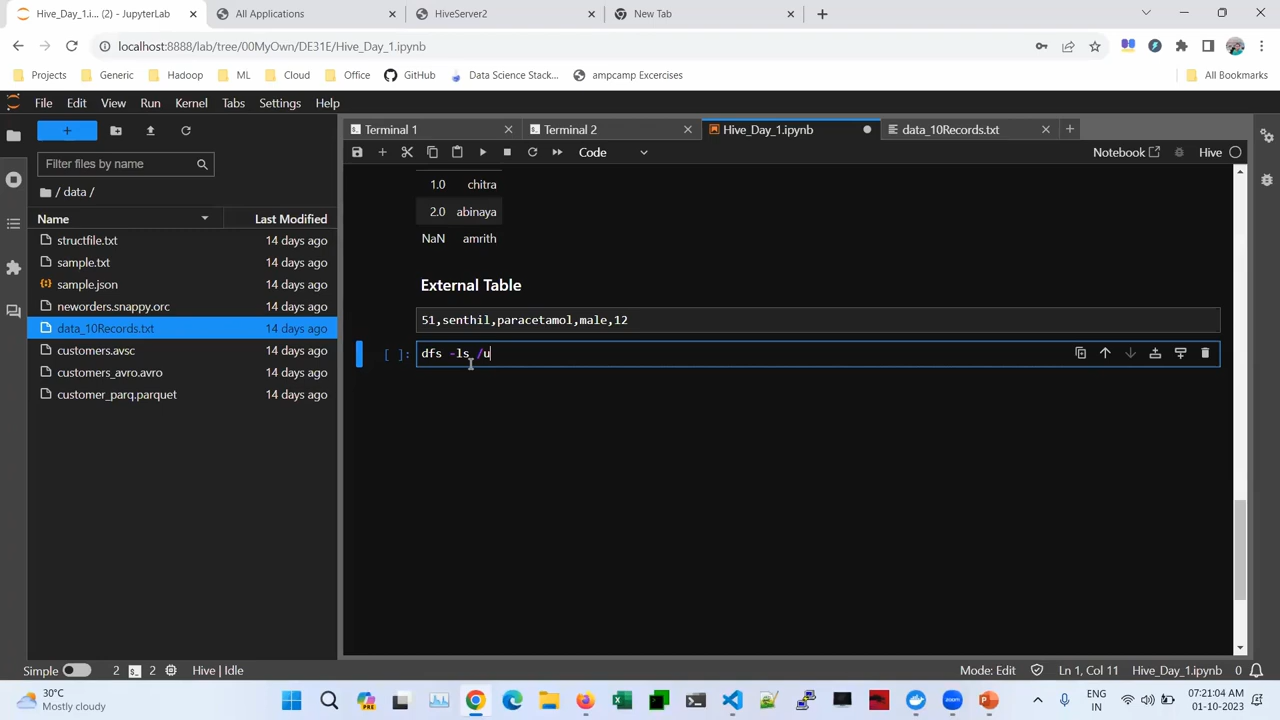 Hive_Day_1.i... (2) - JupyterLab
All Applications
HiveServer2
New Tab
localhost:8888/lab/tree/00MyOwn/DE31E/Hive_Day_1.ipynb
Projects
Generic
Hadoop
ML
Cloud
Office
GitHub
Data Science Stack...
ampcamp Excercises
All Bookmarks
File Edit View Run Kernel Tabs Settings Help
Terminal 1
Terminal 2
Hive_Day_1.ipynb
data_10Records.txt
Code
Notebook
Hive
Filter files by name
/ data /
Name Last Modified
structfile.txt 14 days ago
sample.txt 14 days ago
sample.json 14 days ago
neworders.snappy.orc 14 days ago
data_10Records.txt 14 days ago
customers.avsc 14 days ago
customers_avro.avro 14 days ago
customer_parq.parquet 14 days ago
1.0 chitra
2.0 abinaya
NaN amrith
External Table
51,senthil,paracetamol,male,12
[ ]: dfs -ls /u
Simple 2 2 Hive | Idle
Mode: Edit Ln 1, Col 11 Hive_Day_1.ipynb 0
30°C
Mostly cloudy
PRE
ENG
IN
07:21:04 AM
01-10-2023